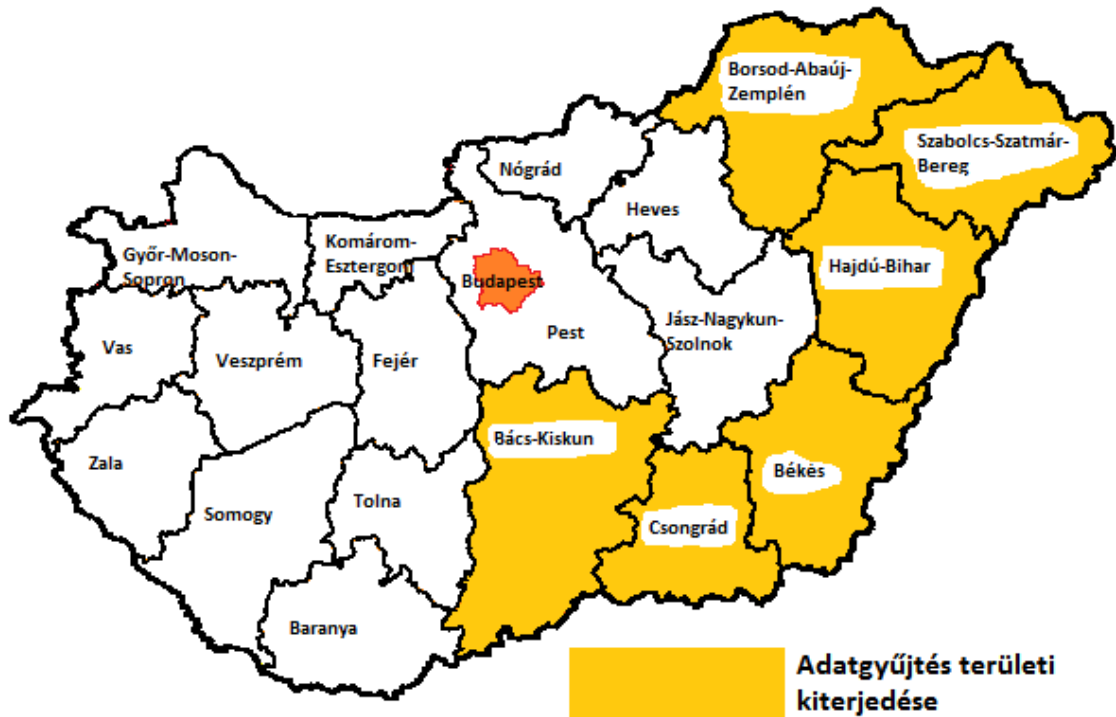 Borsod-Abaúj-
Zemplén
Szabolcs-Szatmár-
Bereg
Nógrád
Heves
Győr-Moson-
Sopron
Komárom-
Esztergom
Hajdú-Bihar
Budapest
Jász-Nagykun-
Szolnok
Pest
Vas
Veszprém
Fejér
Bács-Kiskun
Zala
Békés
Tolna
Somogy
Csongrád
Baranya
Adatgyűjtés területi
kiterjedése